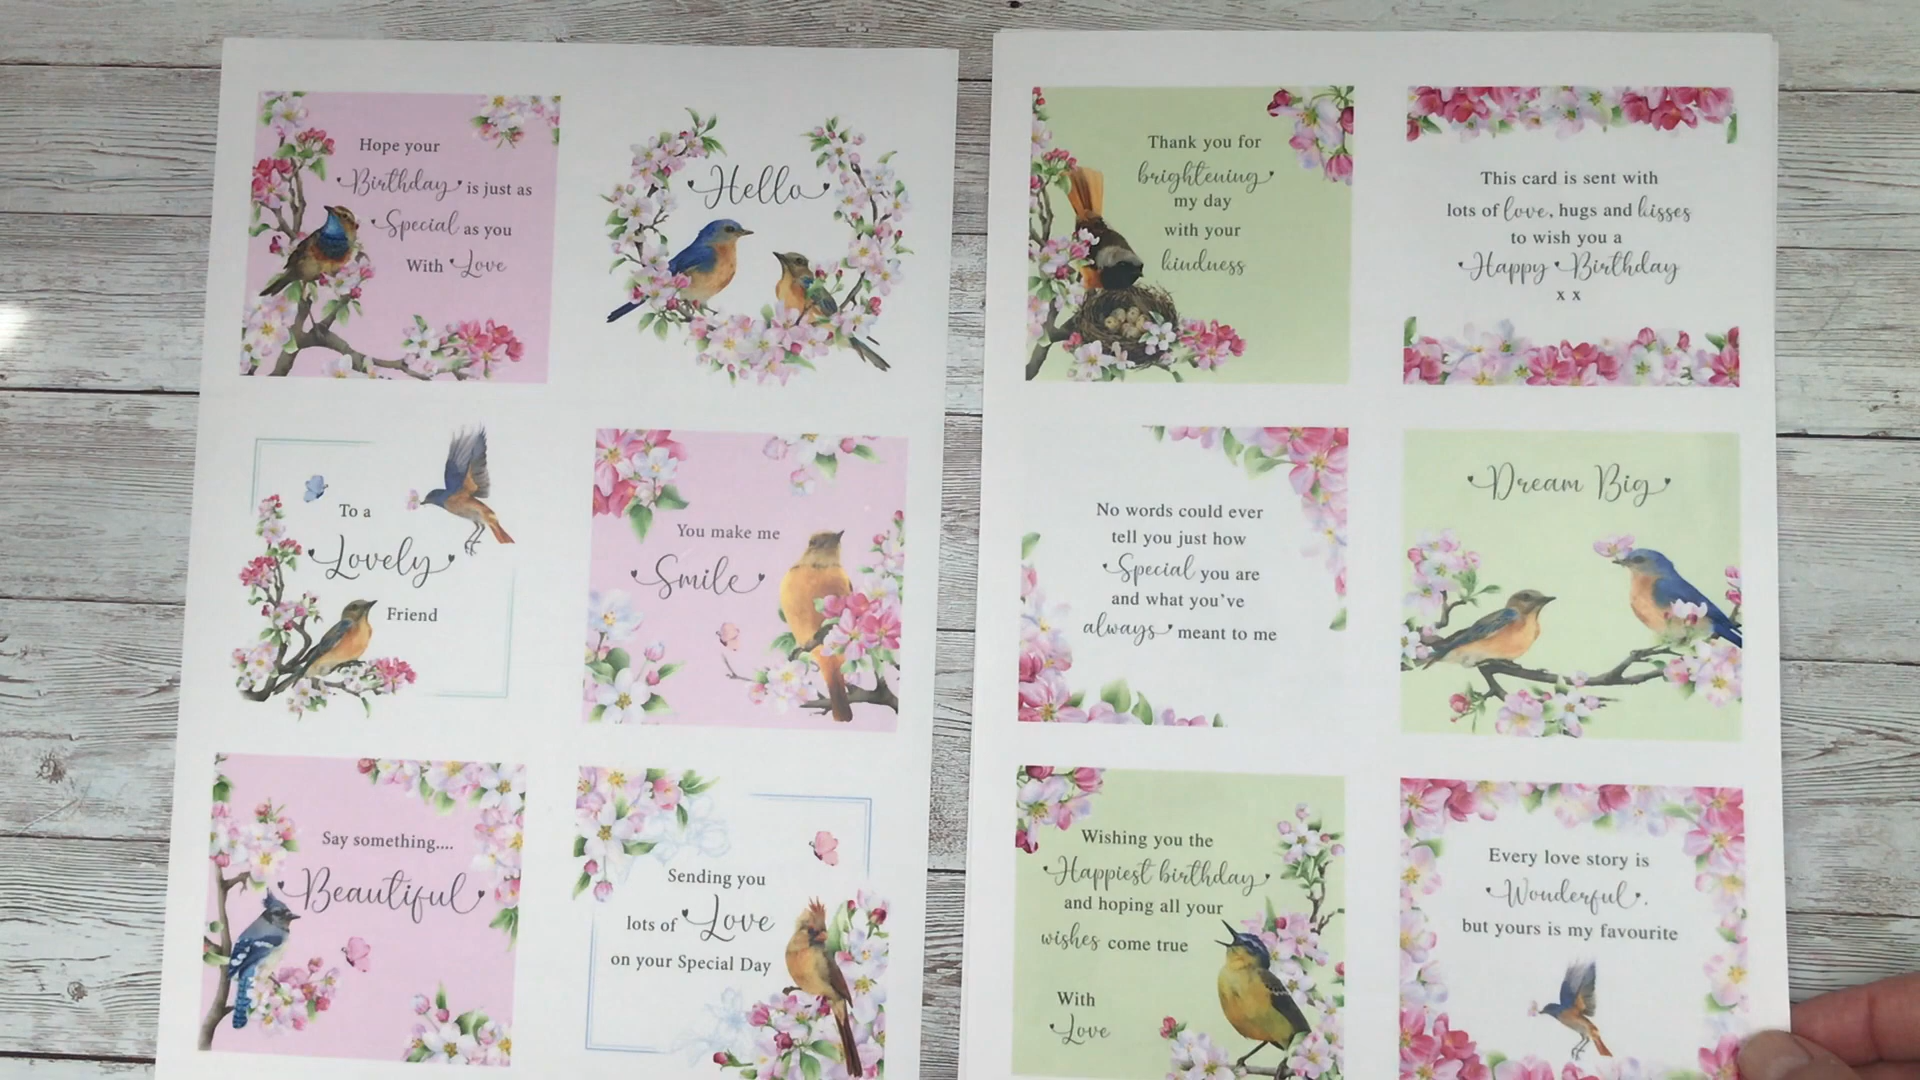 Hope your
Birthday is just as
Special as you
With Love
Hello
To a
Lovely
Friend
You make me
Smile
Say something....
Beautiful
Sending you
lots of Love
on your Special Day
Thank you for
brightening
my day
with your
kindness
This card is sent with
lots of love, hugs and kisses
to wish you a
Happy Birthday
x x
No words could ever
tell you just how
Special you are
and what you've
always meant to me
Dream Big
Wishing you the
Happiest birthday
and hoping all your
wishes come true
With
Love
Every love story is
Wonderful.
but yours is my favourite